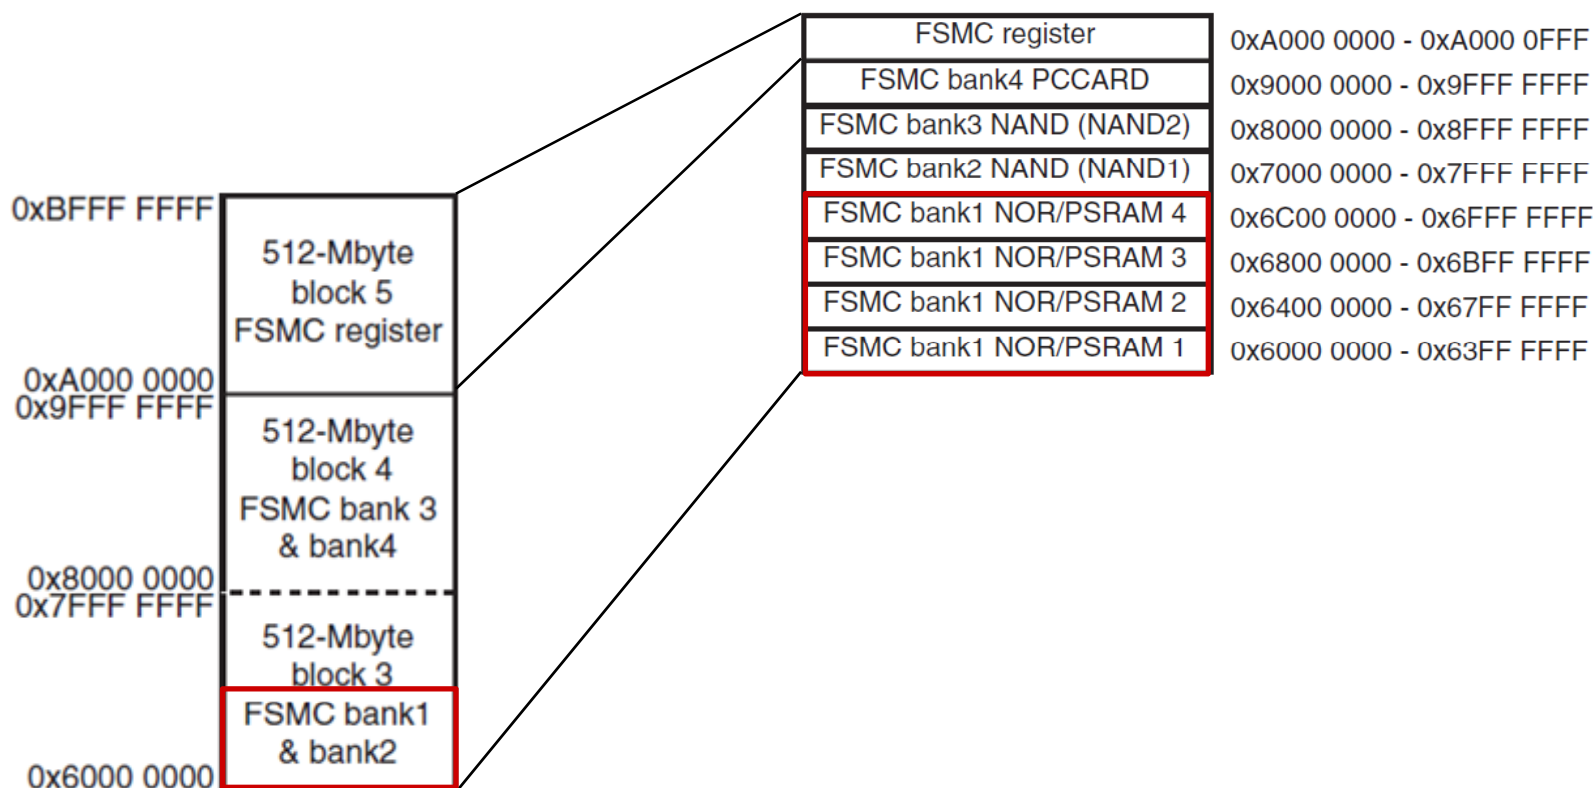 0xBFFF FFFF
512-Mbyte
block 5
FSMC register
0xA000 0000
0x9FFF FFFF
512-Mbyte
block 4
FSMC bank 3
& bank4
0x8000 0000
0x7FFF FFFF
512-Mbyte
block 3
FSMC bank1
& bank2
0x6000 0000
FSMC register 0xA000 0000 - 0xA000 0FFF
FSMC bank4 PCCARD 0x9000 0000 - 0x9FFF FFFF
FSMC bank3 NAND (NAND2) 0x8000 0000 - 0x8FFF FFFF
FSMC bank2 NAND (NAND1) 0x7000 0000 - 0x7FFF FFFF
FSMC bank1 NOR/PSRAM 4 0x6C00 0000 - 0x6FFF FFFF
FSMC bank1 NOR/PSRAM 3 0x6800 0000 - 0x6BFF FFFF
FSMC bank1 NOR/PSRAM 2 0x6400 0000 - 0x67FF FFFF
FSMC bank1 NOR/PSRAM 1 0x6000 0000 - 0x63FF FFFF